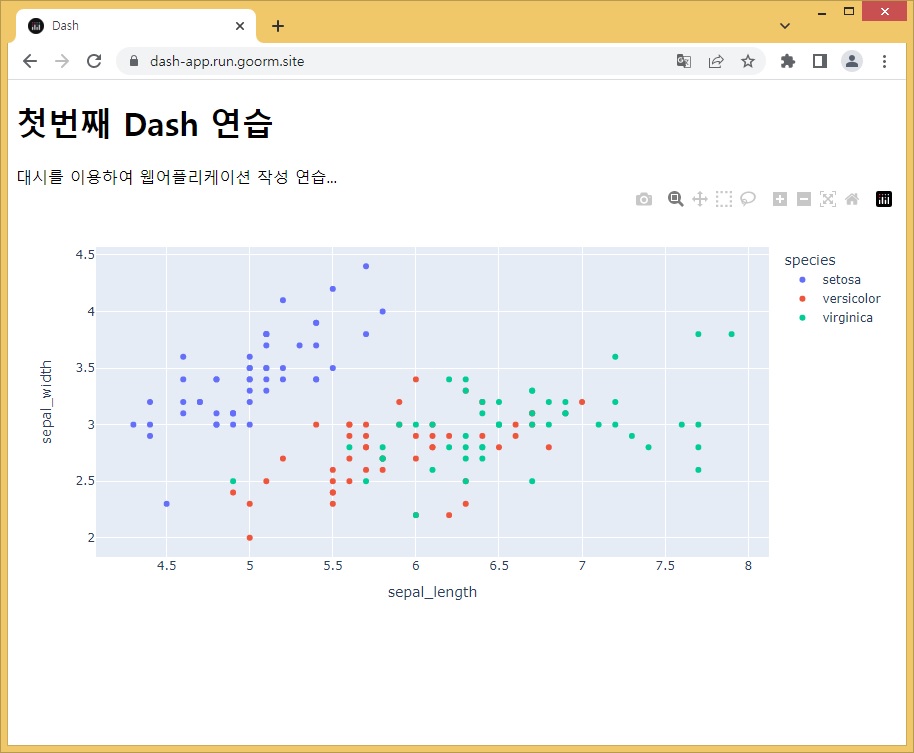 Dash
dash-app.run.goorm.site
첫번째 Dash 연습
대시를 이용하여 웹어플리케이션 작성 연습...
4.5
4
3.5
3
2.5
2
sepal_width
4.5 5 5.5 6 6.5 7 7.5 8
sepal_length
species
setosa
versicolor
virginica